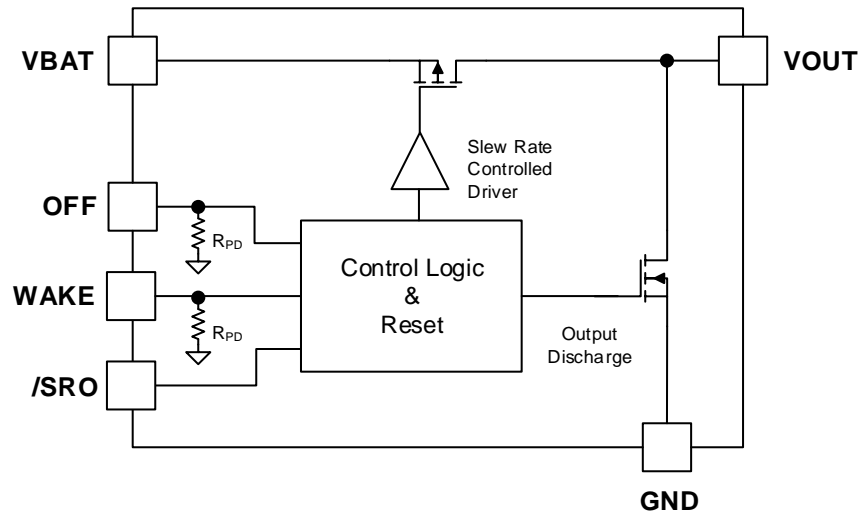 VBAT
VOUT
Slew Rate
Controlled
Driver
OFF
RPD
Control Logic
&
Reset
WAKE
RPD
Output
Discharge
/SRO
GND